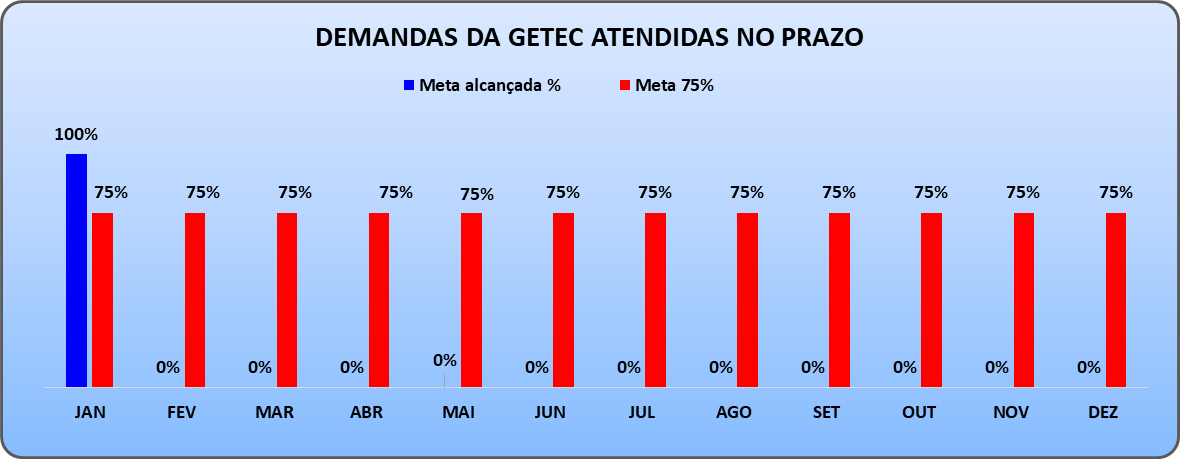 DEMANDAS DA GETEC ATENDIDAS NO PRAZO
Meta alcançada % Meta 75%
100%
75% 75% 75% 75% 75% 75% 75% 75% 75% 75% 75% 75%
0% 0% 0% 0% 0% 0% 0% 0% 0% 0% 0%
JAN FEV MAR ABR MAI JUN JUL AGO SET OUT NOV DEZ